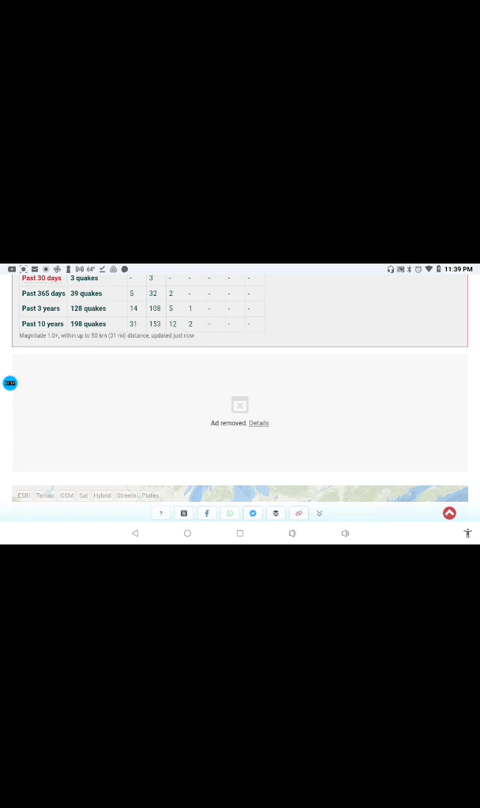 64° 11:39 PM
Past 30 days 3 quakes - 3 - - - - -
Past 365 days 39 quakes 5 32 2 - - - -
Past 3 years 128 quakes 14 108 5 1 - - -
Past 10 years 198 quakes 31 153 12 2 - - -
Magnitude 1.0+, within up to 50 km (31 mi) distance, updated just now
Ad removed. Details
ESRI Terrain OSM Sat Hybrid Streets Plates
?